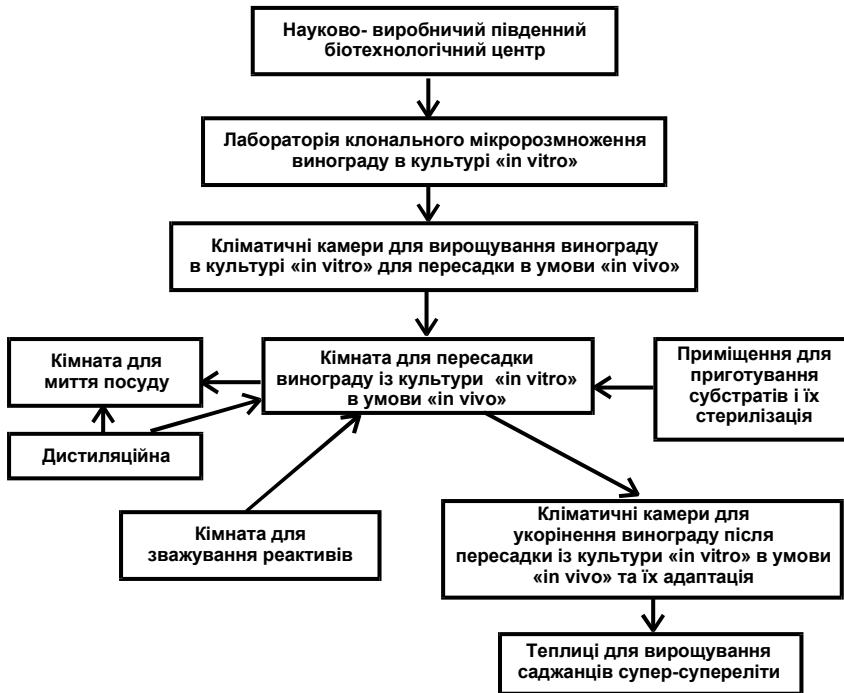 Науково- виробничий південний
біотехнологічний центр
Лабораторія клонального мікророзмноження
винограду в культурі «in vitro»
Кліматичні камери для вирощування винограду
в культурі «in vitro» для пересадки в умови «in vivo»
Кімната для
миття посуду
Кімната для пересадки
винограду із культури «in vitro»
в умови «in vivo»
Приміщення для
приготування
субстратів і їх
стерилізація
Дистиляційна
Кімната для
зважування реактивів
Кліматичні камери для
укорінення винограду після
пересадки із культури «in vitro» в умови
«in vivo» та їх адаптація
Теплиці для вирощування
саджанців супер-супереліти